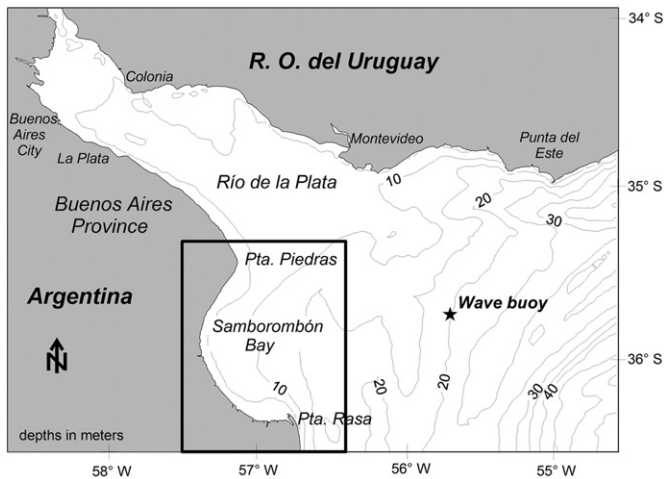 34° S
R. O. del Uruguay
Colonia
Buenos
Aires
City
Montevideo
Punta del
Este
La Plata
10
Río de la Plata
35° S
20
Buenos Aires
Province
30
Pta. Piedras
Argentina
Wave buoy
Samborombón
Bay
N
36° S
10
20
20
30
40
Pta. Rasa
depths in meters
58° W
57° W
56° W
55° W